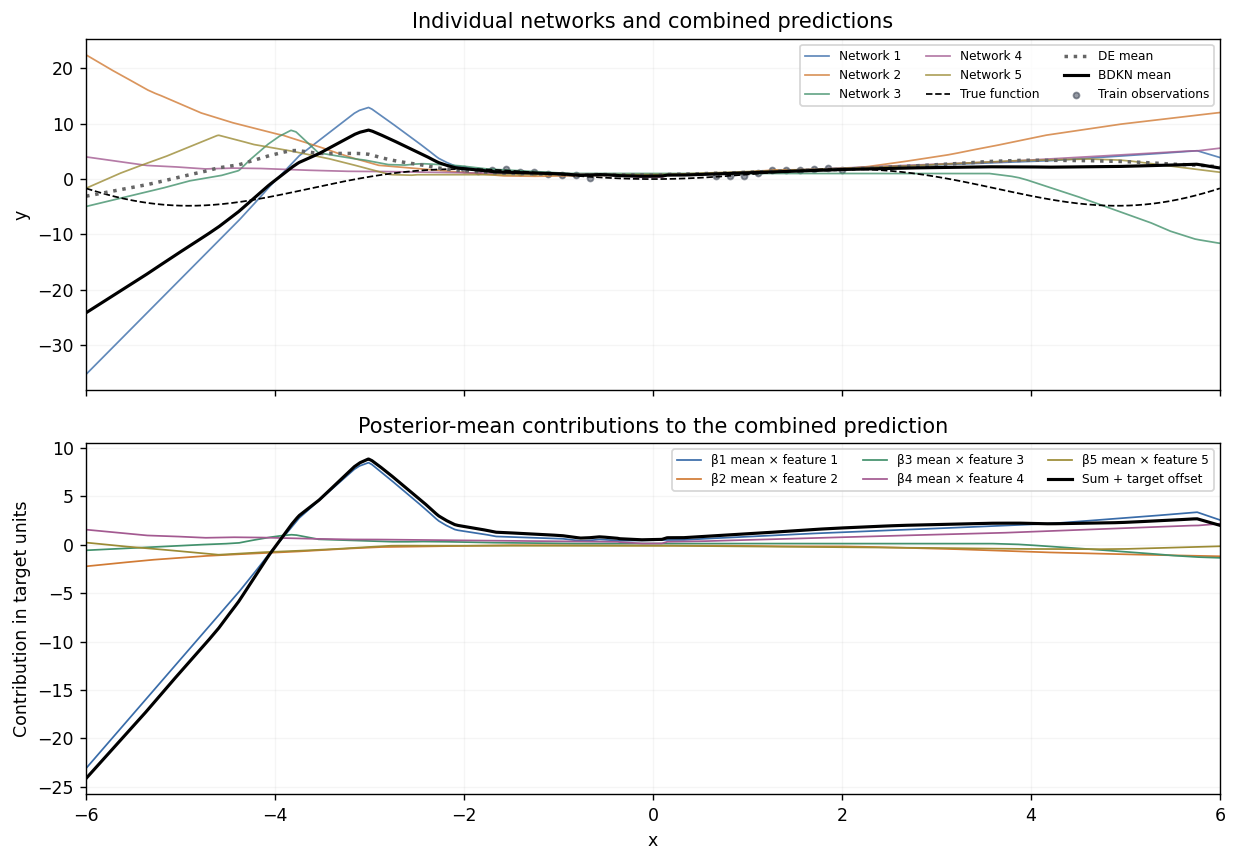 Individual networks and combined predictions
Network 1 Network 4 DE mean
Network 2 Network 5 BDKN mean
Network 3 True function Train observations
20
10
0
−10
−20
−30
y
Posterior-mean contributions to the combined prediction
β1 mean × feature 1 β3 mean × feature 3 β5 mean × feature 5
β2 mean × feature 2 β4 mean × feature 4 Sum + target offset
10
5
0
−5
−10
−15
−20
−25
Contribution in target units
−6 −4 −2 0 2 4 6
x